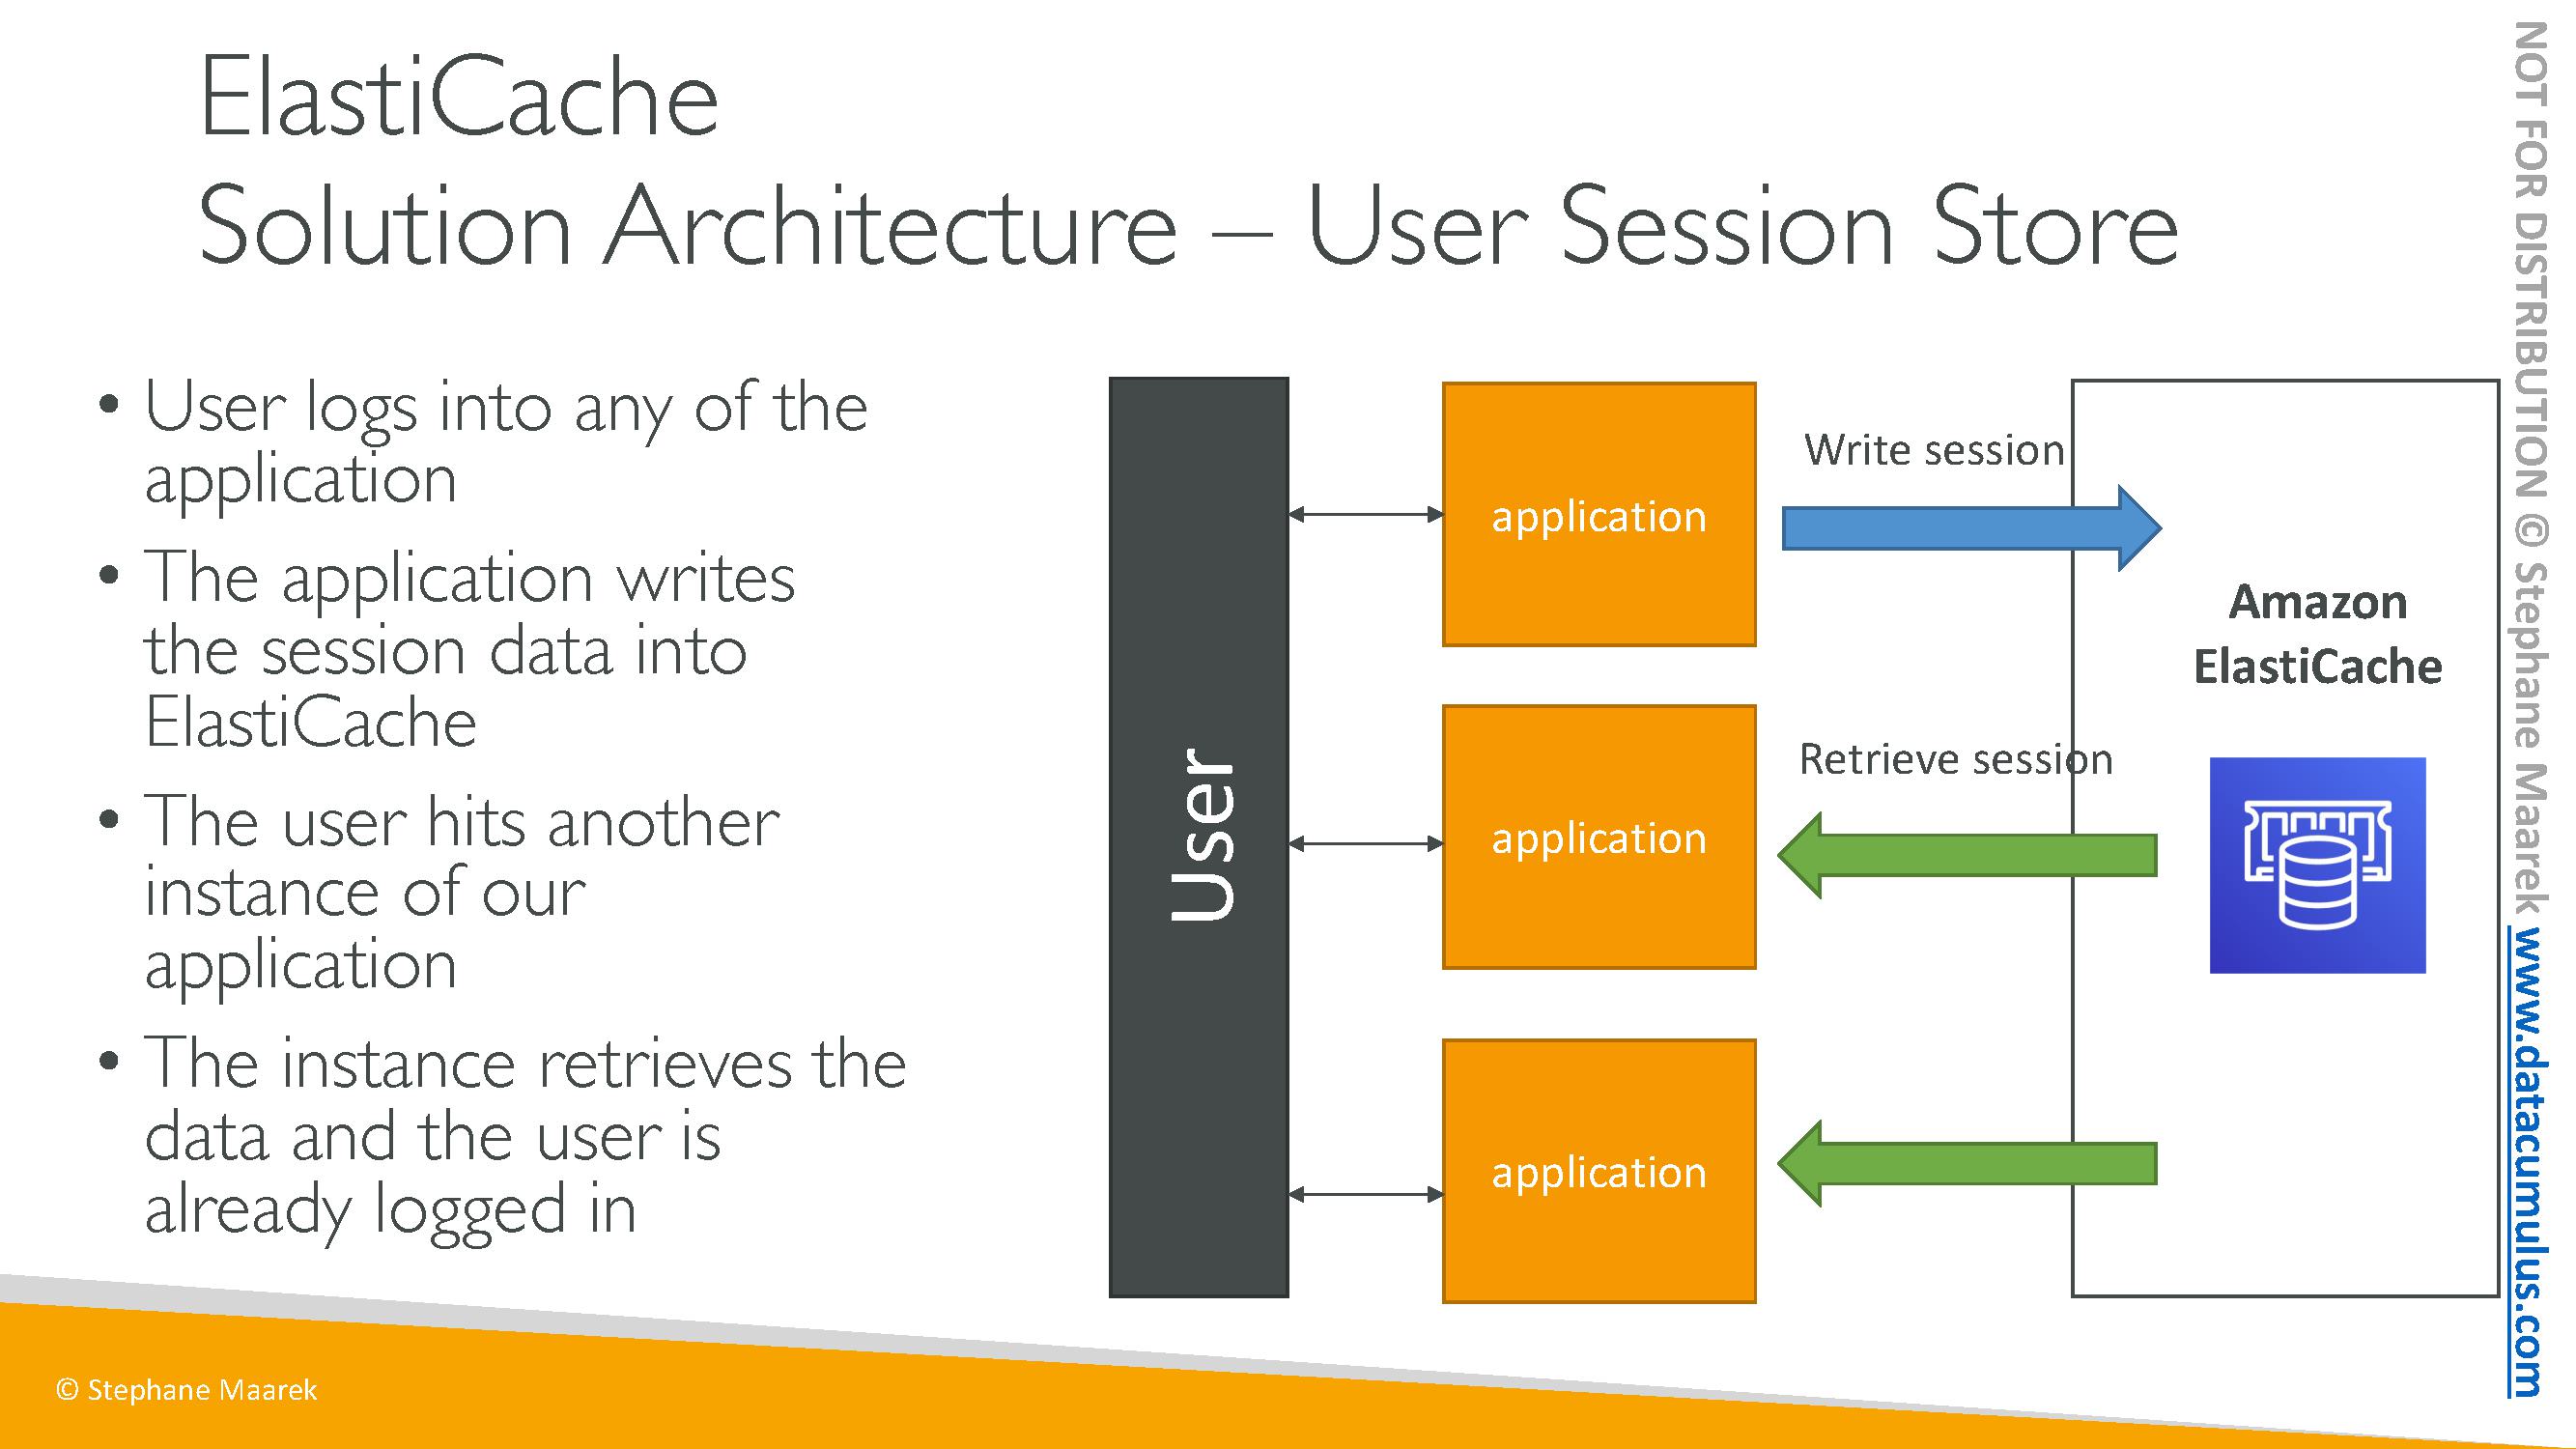 ElastiCache
Solution Architecture – User Session Store
• User logs into any of the
application
• The application writes
the session data into
ElastiCache
• The user hits another
instance of our
application
• The instance retrieves the
data and the user is
already logged in
User
application
application
application
Write session
Retrieve session
Amazon
ElastiCache
© Stephane Maarek
NOT FOR DISTRIBUTION © Stephane Maarek www.datacumulus.com